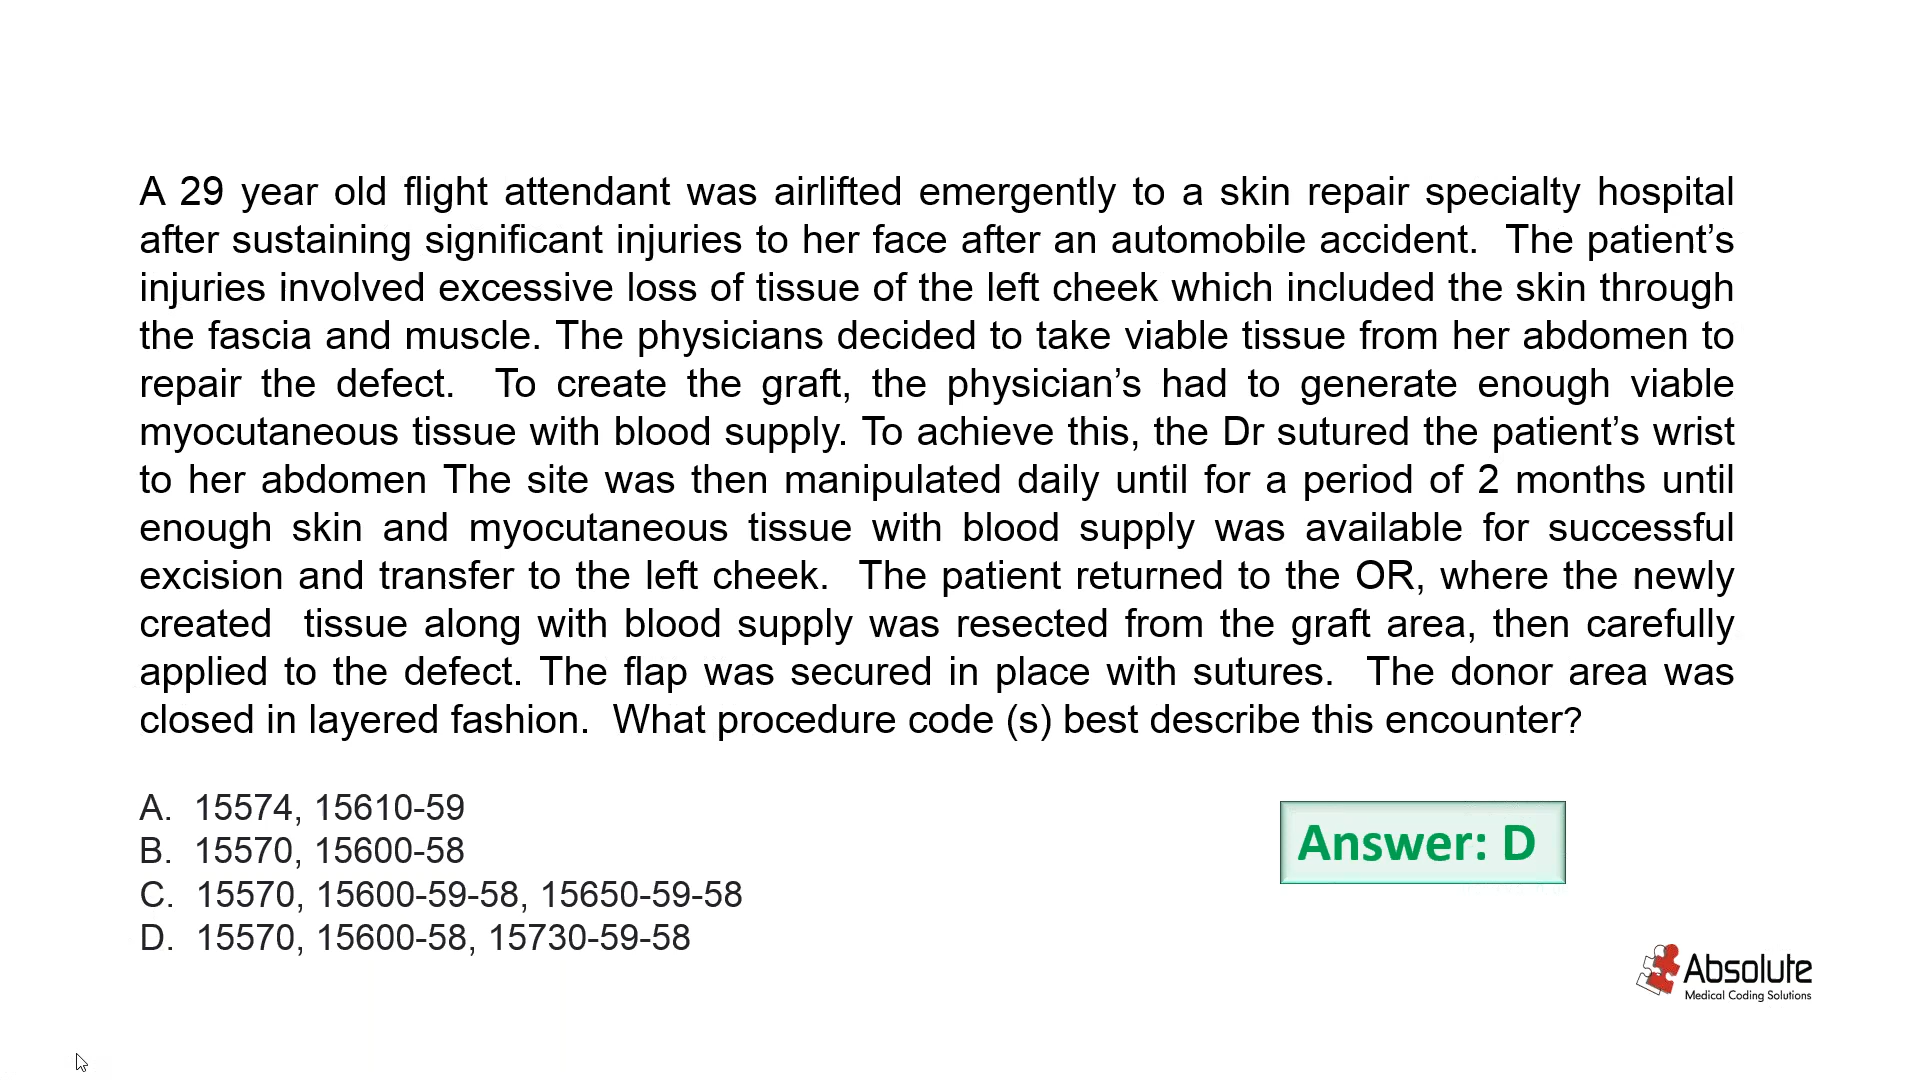 A 29 year old flight attendant was airlifted emergently to a skin repair specialty hospital
after sustaining significant injuries to her face after an automobile accident.  The patient’s
injuries involved excessive loss of tissue of the left cheek which included the skin through
the fascia and muscle. The physicians decided to take viable tissue from her abdomen to
repair the defect.  To create the graft, the physician’s had to generate enough viable
myocutaneous tissue with blood supply. To achieve this, the Dr sutured the patient’s wrist
to her abdomen The site was then manipulated daily until for a period of 2 months until
enough skin and myocutaneous tissue with blood supply was available for successful
excision and transfer to the left cheek.  The patient returned to the OR, where the newly
created  tissue along with blood supply was resected from the graft area, then carefully
applied to the defect. The flap was secured in place with sutures.  The donor area was
closed in layered fashion.  What procedure code (s) best describe this encounter?
A. 15574, 15610-59
B. 15570, 15600-58
C. 15570, 15600-59-58, 15650-59-58
D. 15570, 15600-58, 15730-59-58
Answer: D
Absolute
Medical Coding Solutions